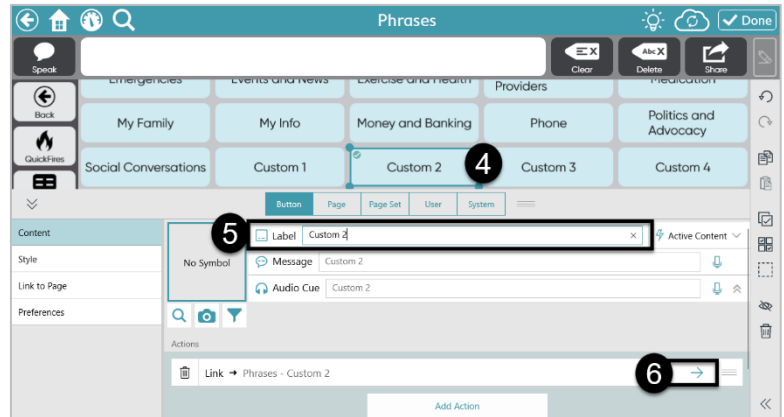 Phrases
Done
Speak
Clear
Abc X
Delete
Share
Emergencies
Events and News
Exercise and Health
Providers
Medication
Back
My Family
My Info
Money and Banking
Phone
Politics and
Advocacy
QuickFires
Social Conversations
Custom 1
Custom 2
4
Custom 3
Custom 4
Button
Page
Page Set
User
System
Content
Style
Link to Page
Preferences
5
No Symbol
Label
Custom 2
Active Content
Message
Custom 2
Audio Cue
Custom 2
Actions
Link → Phrases - Custom 2
6
Add Action